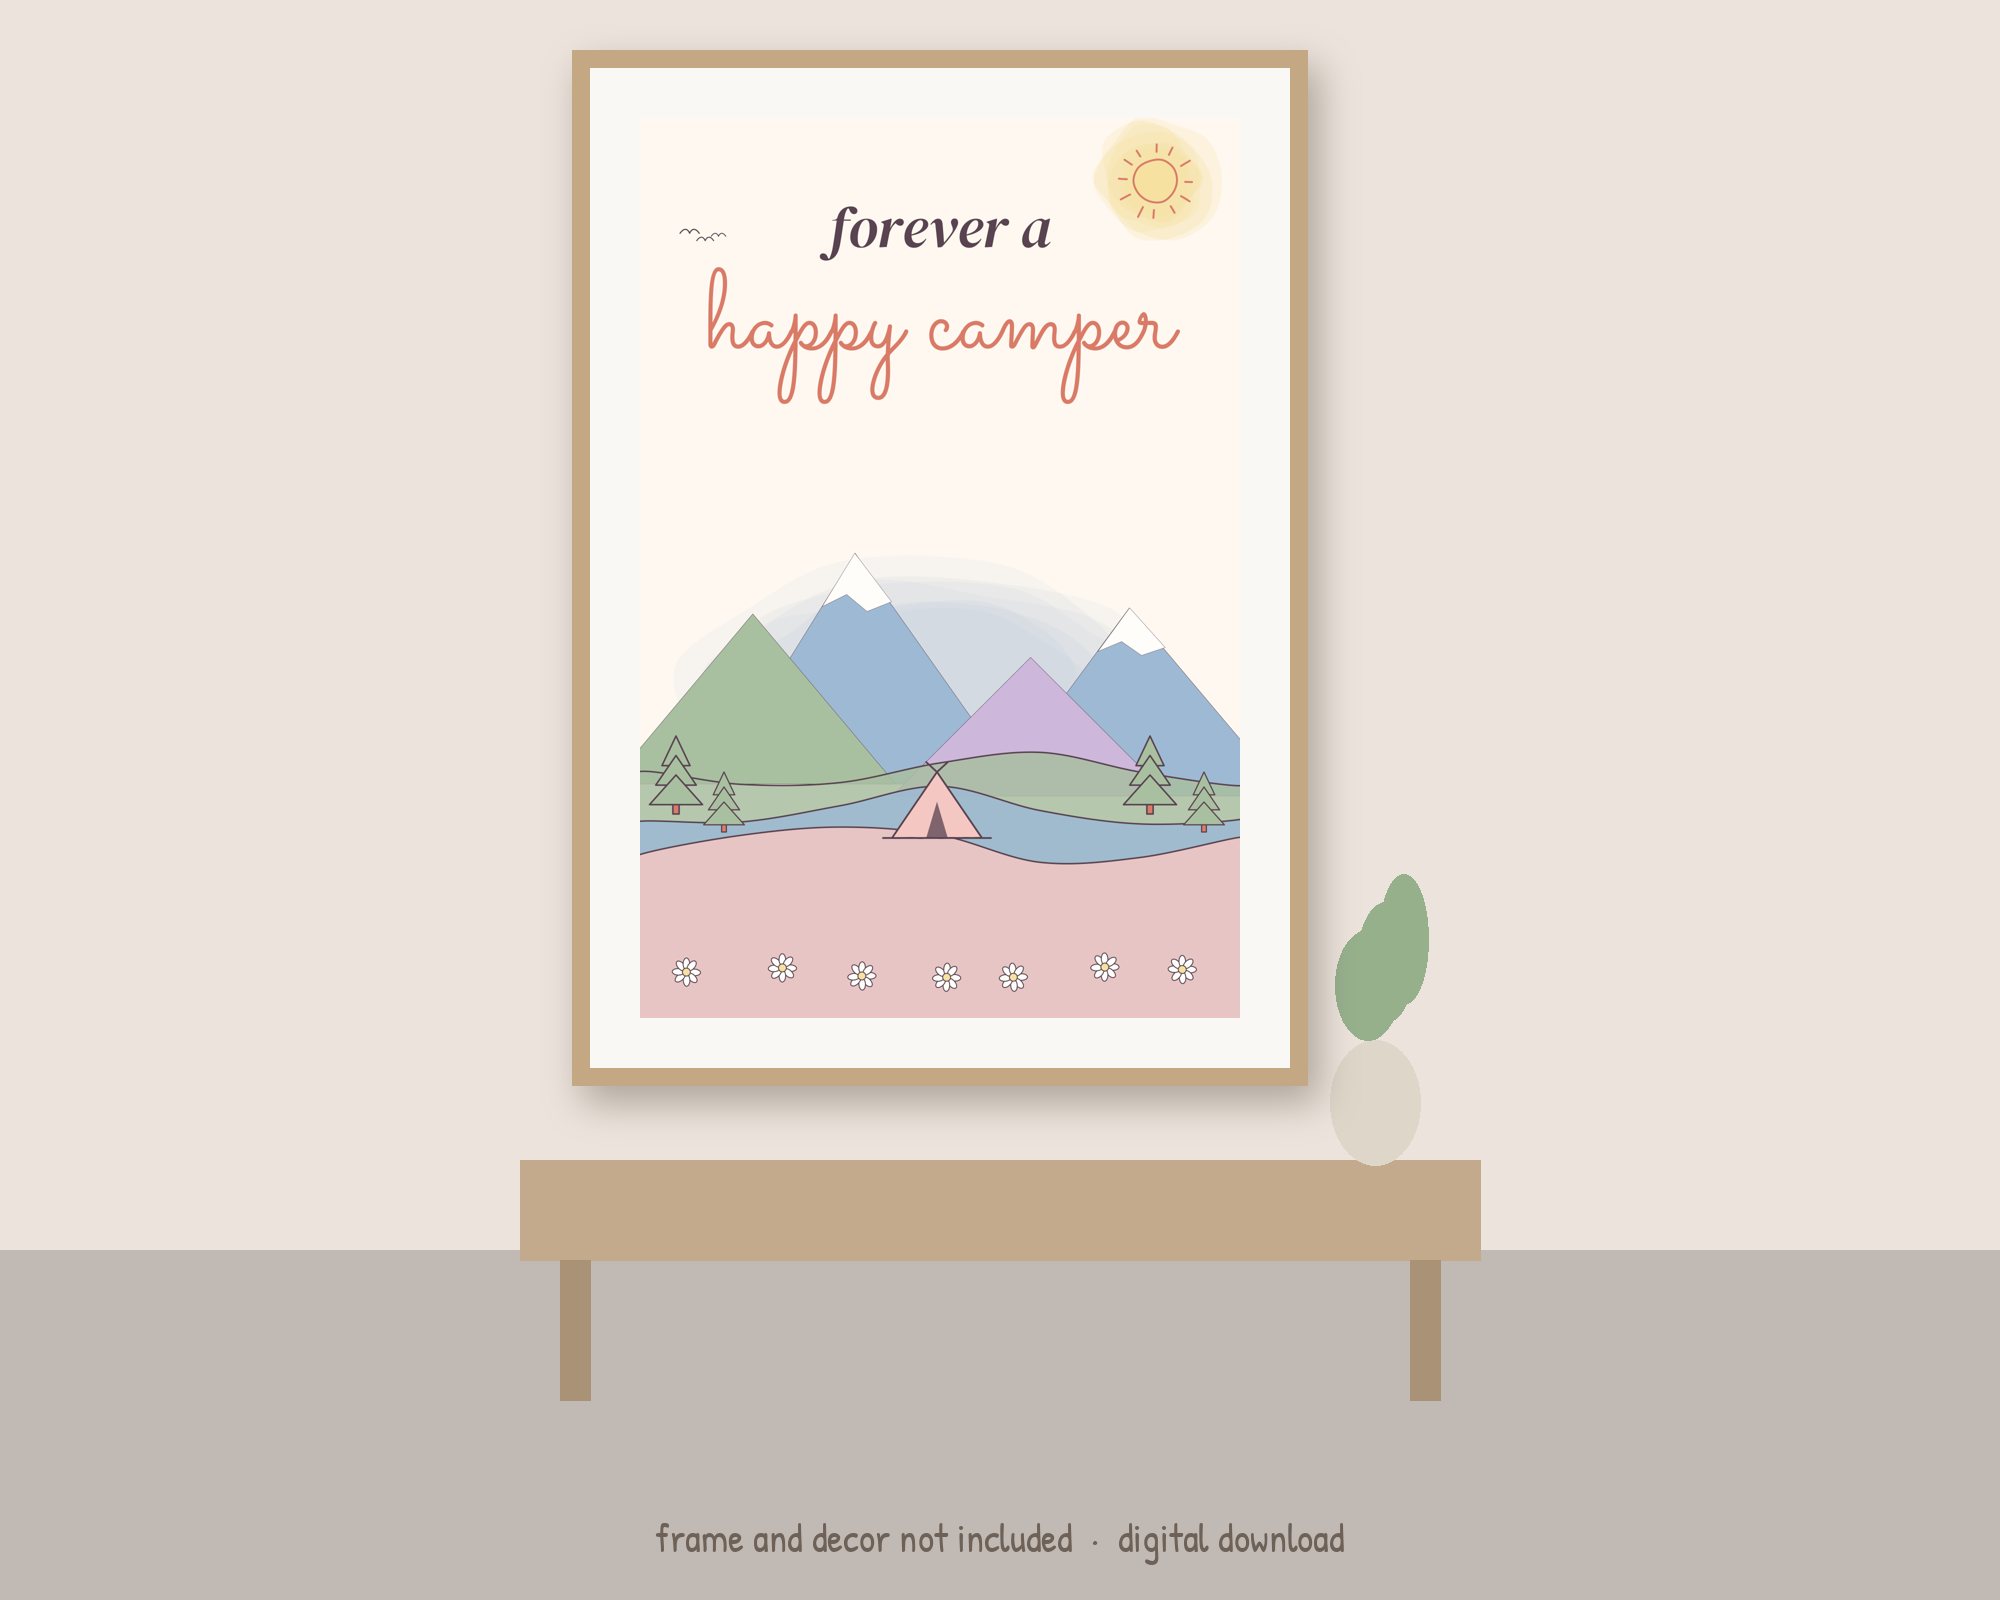 forever a
happy camper
frame and decor not included · digital download